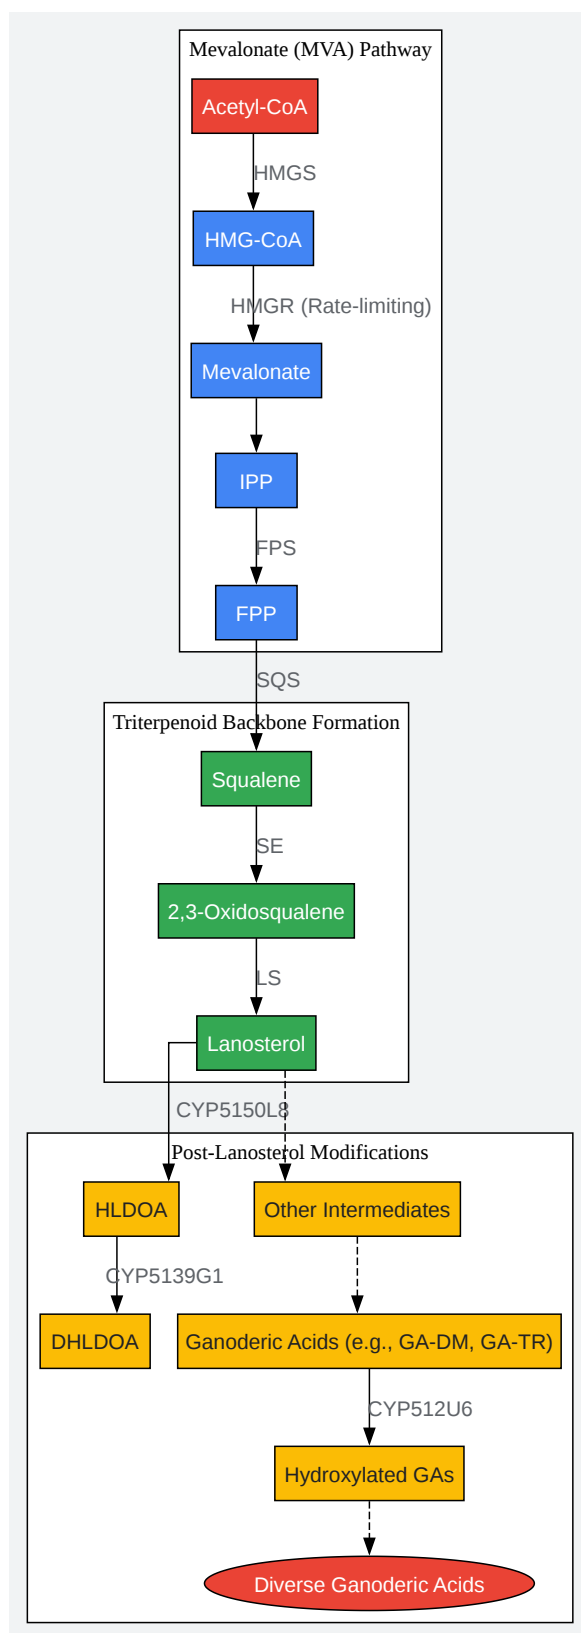 Mevalonate (MVA) Pathway
Acetyl-CoA
HMGS
HMG-CoA
HMGR (Rate-limiting)
Mevalonate
IPP
FPS
FPP
SQS
Triterpenoid Backbone Formation
Squalene
SE
2,3-Oxidosqualene
LS
Lanosterol
CYP5150L8
Post-Lanosterol Modifications
HLDOA
Other Intermediates
CYP5139G1
DHLDOA
Ganoderic Acids (e.g., GA-DM, GA-TR)
CYP512U6
Hydroxylated GAs
Diverse Ganoderic Acids